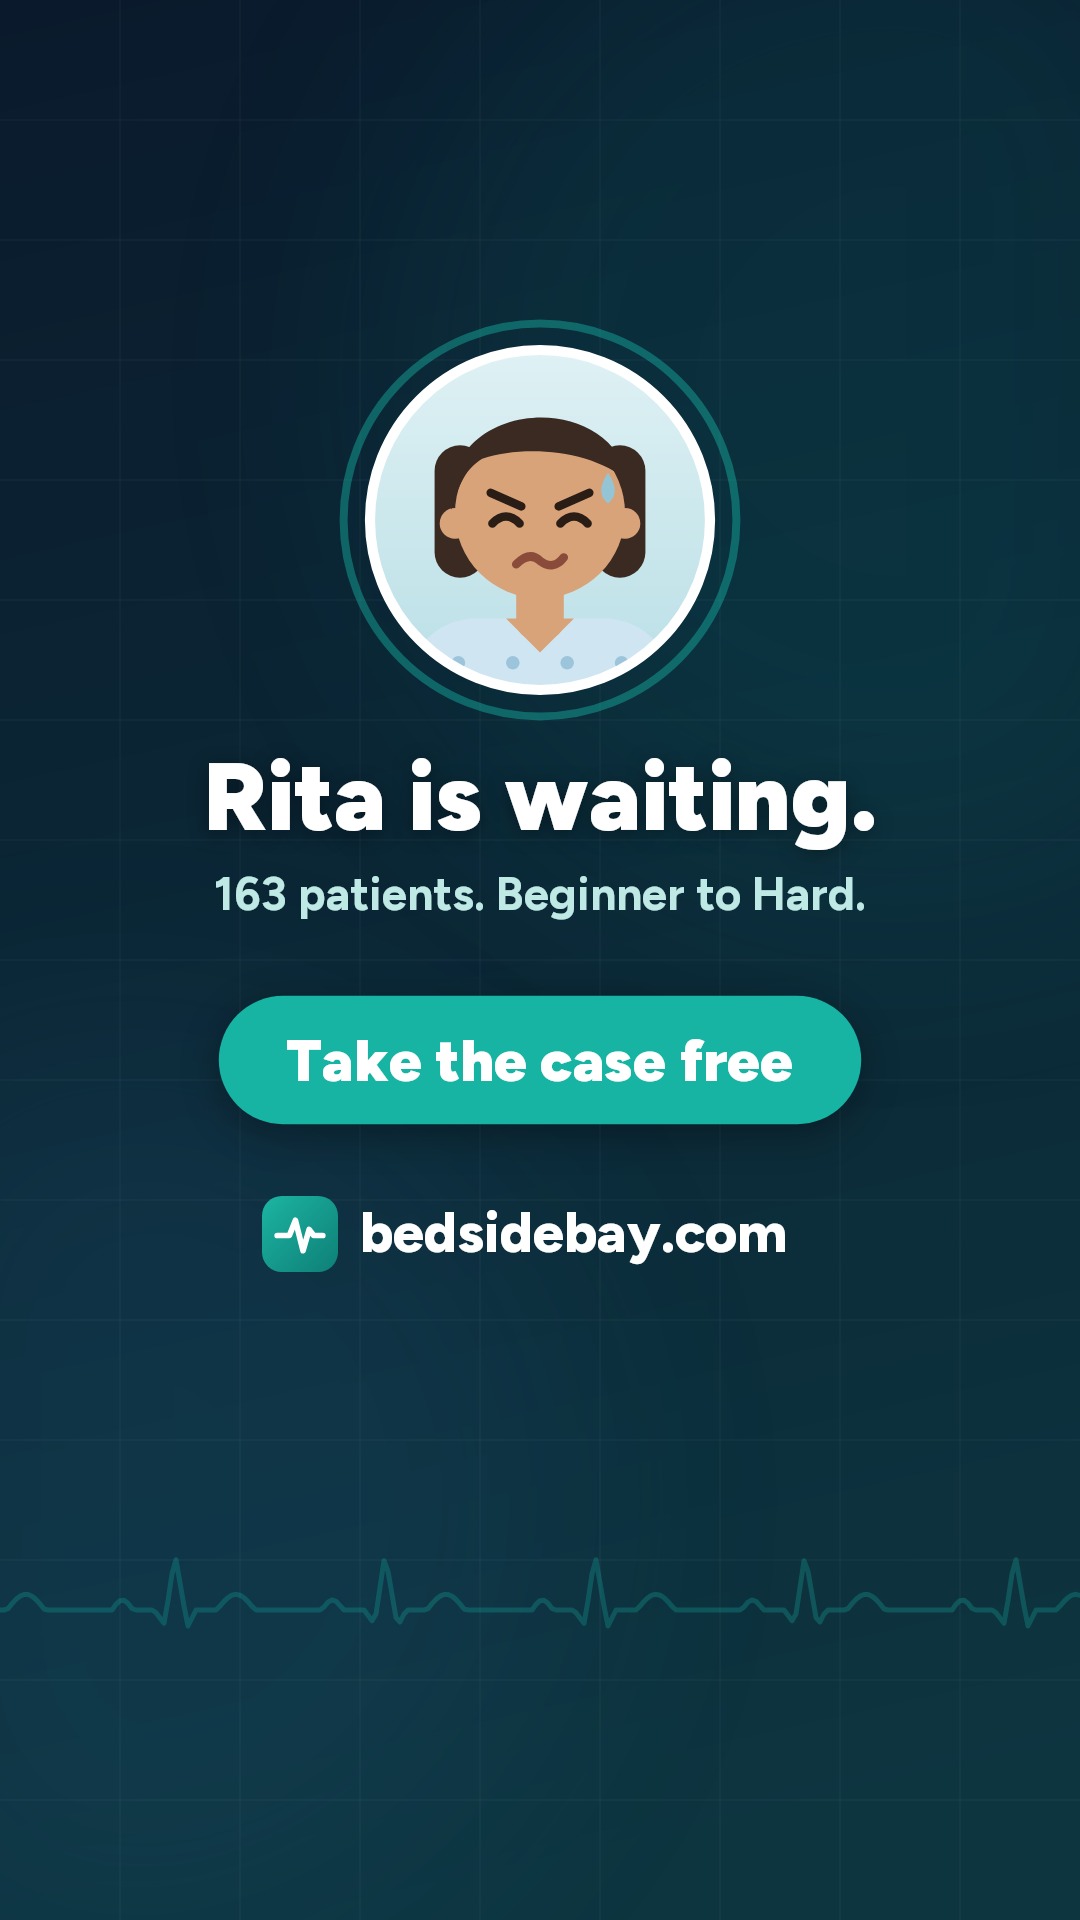 Rita is waiting.
163 patients. Beginner to Hard.
Take the case free
bedsidebay.com